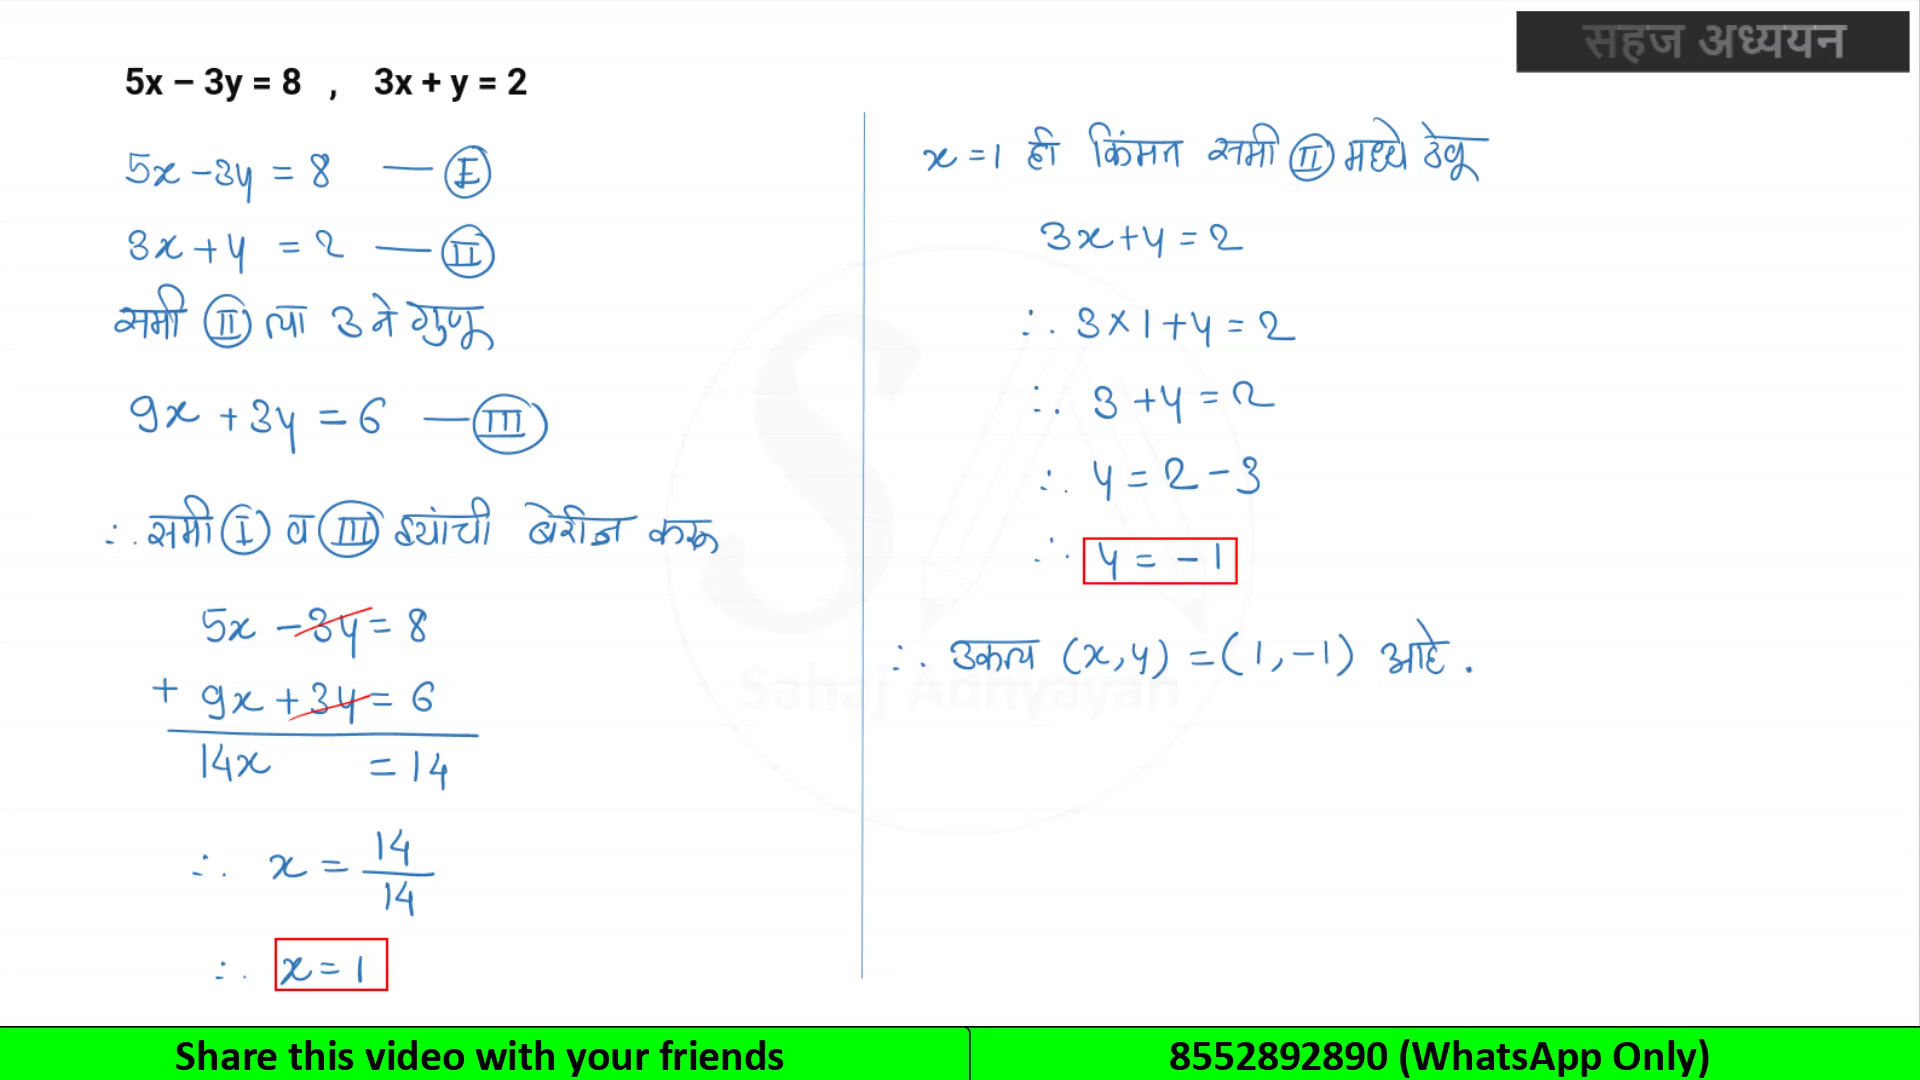 सहज अध्ययन
5x – 3y = 8 , 3x + y = 2
5x - 3y = 8 — I
3x + y = 2 — II
समी II ला 3 ने गुणू
9x + 3y = 6 — III
∴ समी I व III यांची बेरीज करू
5x - 3y = 8
+ 9x + 3y = 6
14x = 14
∴ x = 14/14
∴ x = 1
x = 1 ही किंमत समी II मध्ये ठेवू
3x + y = 2
∴ 3 × 1 + y = 2
∴ 3 + y = 2
∴ y = 2 - 3
∴ y = - 1
∴ उकल (x, y) = (1, -1) आहे.
Sahaj Adhyayan
Share this video with your friends
8552892890 (WhatsApp Only)